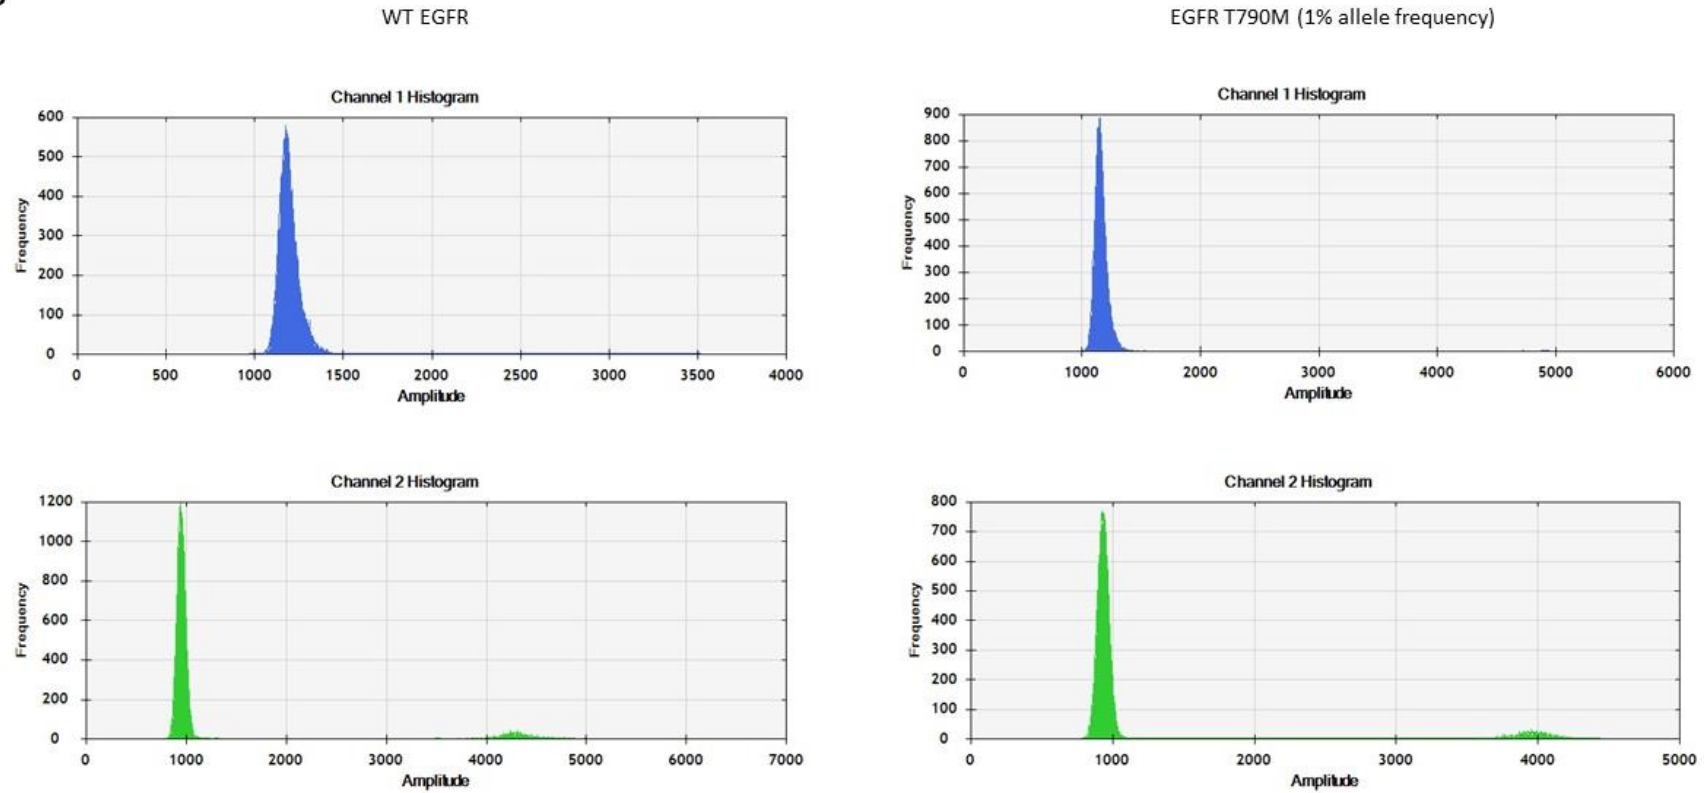 WT EGFR
EGFR T790M (1% allele frequency)
Channel 1 Histogram
Frequency
600
500
400
300
200
100
0
0 500 1000 1500 2000 2500 3000 3500 4000
Amplitude
Channel 1 Histogram
Frequency
900
800
700
600
500
400
300
200
100
0
0 1000 2000 3000 4000 5000 6000
Amplitude
Channel 2 Histogram
Frequency
1200
1000
800
600
400
200
0
0 1000 2000 3000 4000 5000 6000 7000
Amplitude
Channel 2 Histogram
Frequency
800
700
600
500
400
300
200
100
0
0 1000 2000 3000 4000 5000
Amplitude